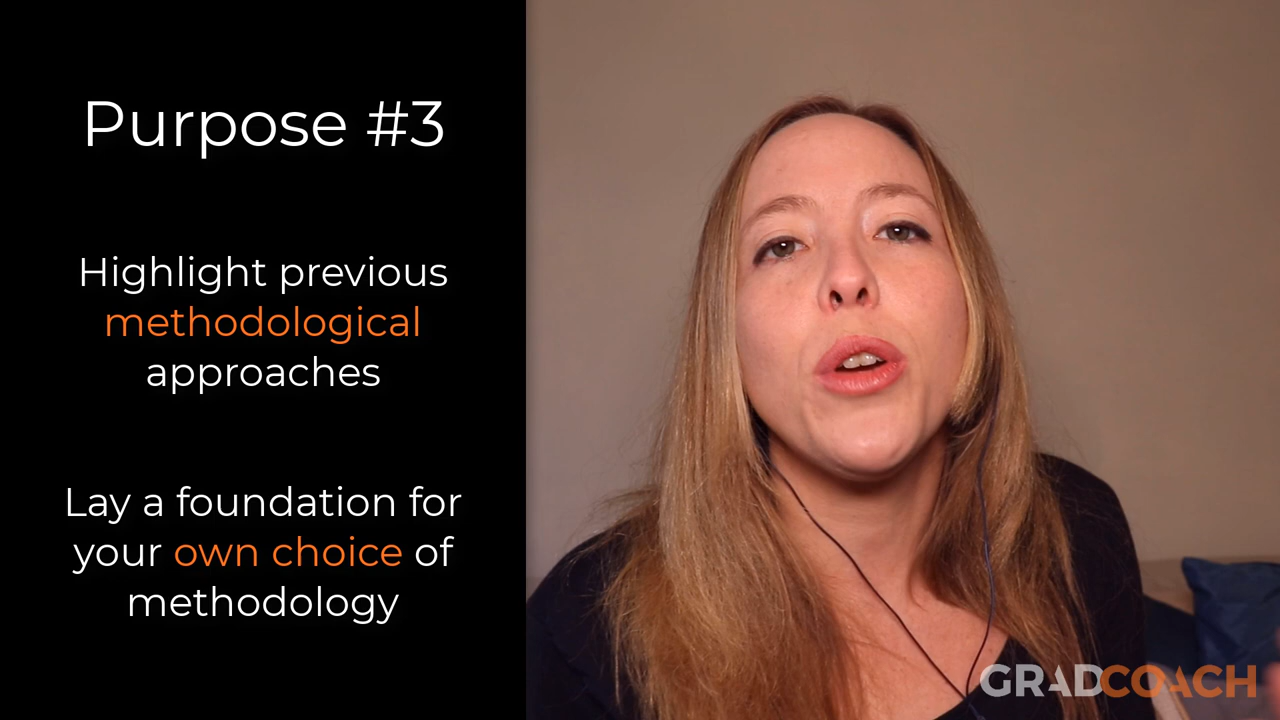 Purpose #3
Highlight previous
methodological
approaches
Lay a foundation for
your own choice of
methodology
GRADCOACH